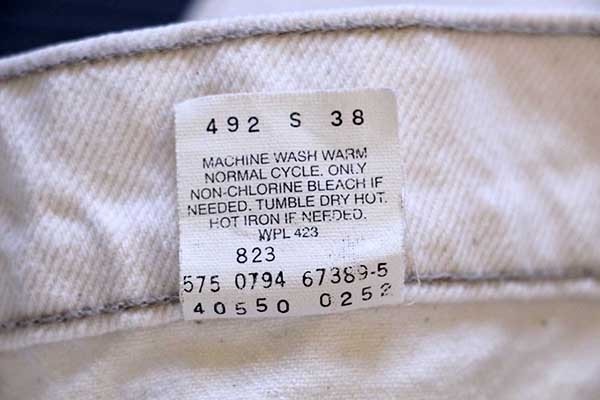 492 S 38
MACHINE WASH WARM
NORMAL CYCLE. ONLY
NON-CHLORINE BLEACH IF
NEEDED. TUMBLE DRY HOT.
HOT IRON IF NEEDED.
WPL 423
823
575 0794 67389-5
40550 0252